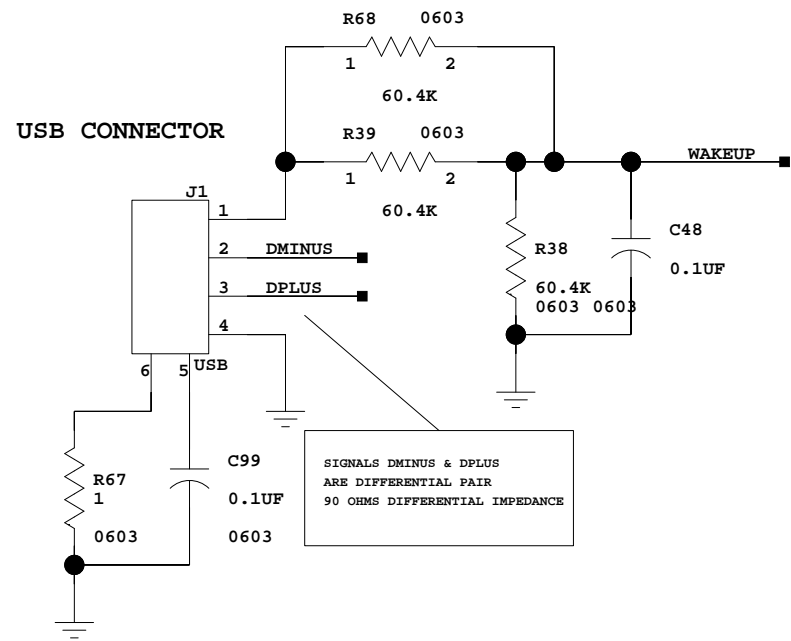 R68 0603
1 2
60.4K
USB CONNECTOR
R39 0603
1 2
60.4K
WAKEUP
J1
1
2 DMINUS
3 DPLUS
4
USB
6 5
R38
60.4K
0603 0603
C48
0.1UF
R67
1
0603
C99
0.1UF
0603
SIGNALS DMINUS & DPLUS
ARE DIFFERENTIAL PAIR
90 OHMS DIFFERENTIAL IMPEDANCE